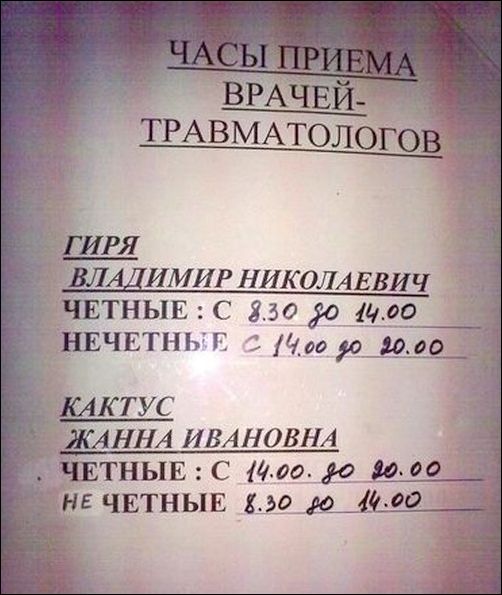 ЧАСЫ ПРИЕМА
ВРАЧЕЙ-
ТРАВМАТОЛОГОВ
ГИРЯ
ВЛАДИМИР НИКОЛАЕВИЧ
ЧЕТНЫЕ : С 8.30 до 14.00
НЕЧЕТНЫЕ С 14.00 до 20.00
КАКТУС
ЖАННА ИВАНОВНА
ЧЕТНЫЕ : С 14.00. до 20.00
НЕ ЧЕТНЫЕ 8.30 до 14.00